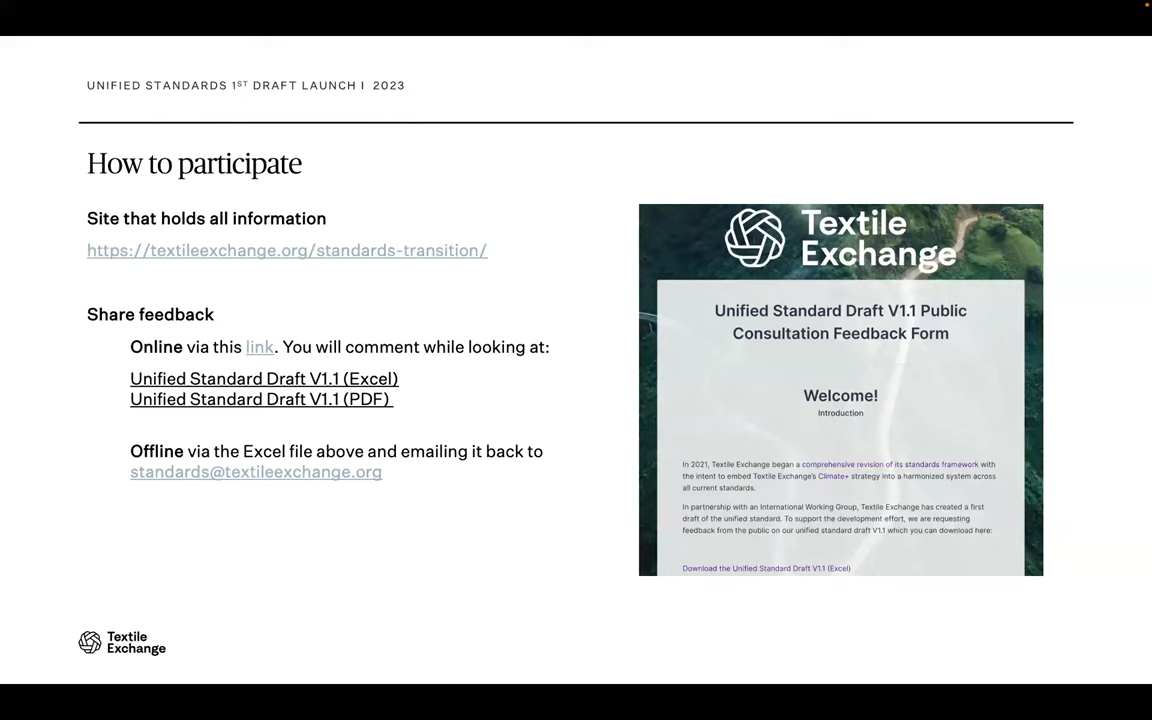 UNIFIED STANDARDS 1ST DRAFT LAUNCH I 2023
How to participate
Site that holds all information
https://textileexchange.org/standards-transition/
Share feedback
Online via this link. You will comment while looking at:
Unified Standard Draft V1.1 (Excel)
Unified Standard Draft V1.1 (PDF)
Offline via the Excel file above and emailing it back to
standards@textileexchange.org
Textile
Exchange
Unified Standard Draft V1.1 Public
Consultation Feedback Form
Welcome!
Introduction
In 2021, Textile Exchange began a comprehensive revision of its standards framework with
the intent to embed Textile Exchange's Climate+ strategy into a harmonized system across
all current standards.
In partnership with an International Working Group, Textile Exchange has created a first
draft of the unified standard. To support the development effort, we are requesting
feedback from the public on our unified standard draft V1.1 which you can download here:
Download the Unified Standard Draft V1.1 (Excel)
Textile
Exchange